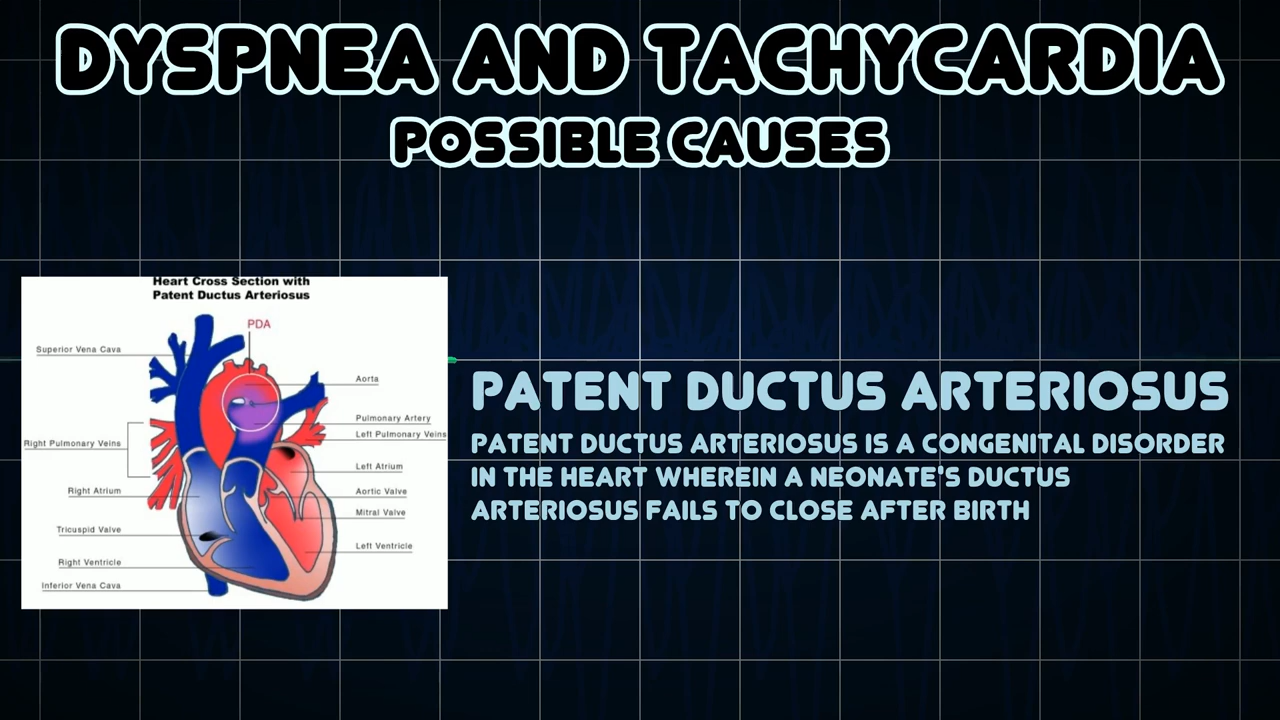 DYSPNEA AND TACHYCARDIA
POSSIBLE CAUSES
Heart Cross Section with
Patent Ductus Arteriosus
PDA
Superior Vena Cava
Aorta
Pulmonary Artery
Left Pulmonary Veins
Right Pulmonary Veins
Left Atrium
Right Atrium
Aortic Valve
Mitral Valve
Tricuspid Valve
Left Ventricle
Right Ventricle
Inferior Vena Cava
PATENT DUCTUS ARTERIOSUS
PATENT DUCTUS ARTERIOSUS IS A CONGENITAL DISORDER
IN THE HEART WHEREIN A NEONATE'S DUCTUS
ARTERIOSUS FAILS TO CLOSE AFTER BIRTH